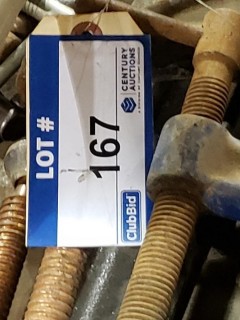 LOT #
167
CENTURY
AUCTIONS
ClubBid